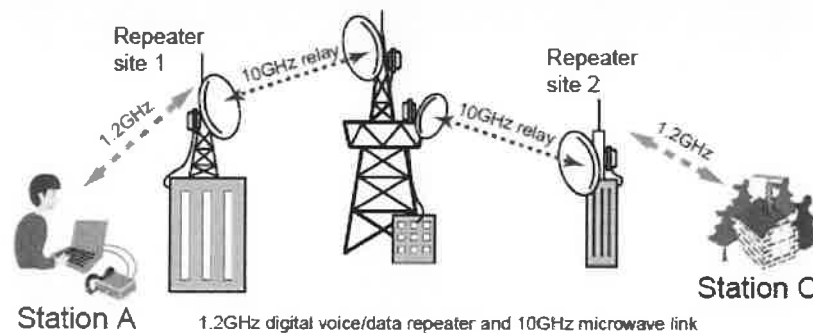 Repeater
site 1
10GHz relay
Repeater
site 2
10GHz relay
1.2GHz
1.2GHz
Station A
Station C
1.2GHz digital voice/data repeater and 10GHz microwave link